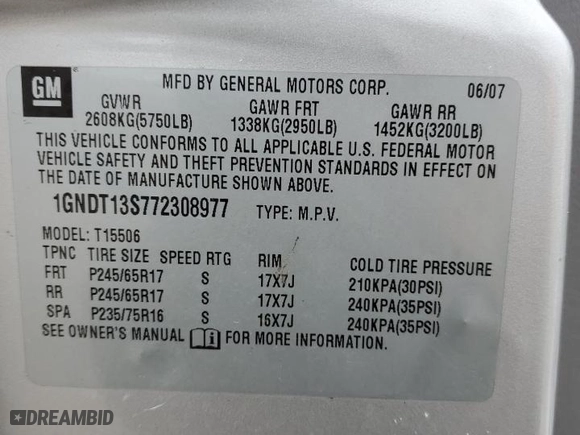 GM
MFD BY GENERAL MOTORS CORP. 06/07
GVWR GAWR FRT GAWR RR
2608KG(5750LB) 1338KG(2950LB) 1452KG(3200LB)
THIS VEHICLE CONFORMS TO ALL APPLICABLE U.S. FEDERAL MOTOR
VEHICLE SAFETY AND THEFT PREVENTION STANDARDS IN EFFECT ON
THE DATE OF MANUFACTURE SHOWN ABOVE.
1GNDT13S772308977 TYPE: M.P.V.
MODEL: T15506
TPNC TIRE SIZE SPEED RTG RIM COLD TIRE PRESSURE
FRT P245/65R17 S 17X7J 210KPA(30PSI)
RR P245/65R17 S 17X7J 240KPA(35PSI)
SPA P235/75R16 S 16X7J 240KPA(35PSI)
SEE OWNER'S MANUAL FOR MORE INFORMATION.
DREAMBID